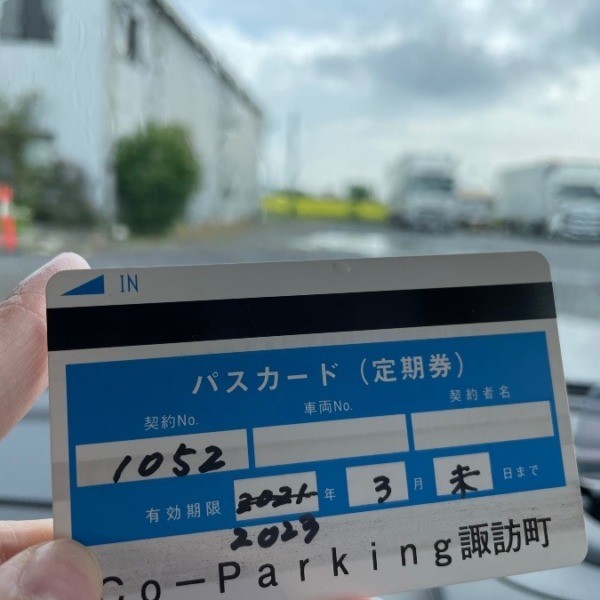 IN
パスカード（定期券）
契約No. 車両No. 契約者名
1052
有効期限 2021 年 3 月 末 日まで
2023
Co－Parking諏訪町